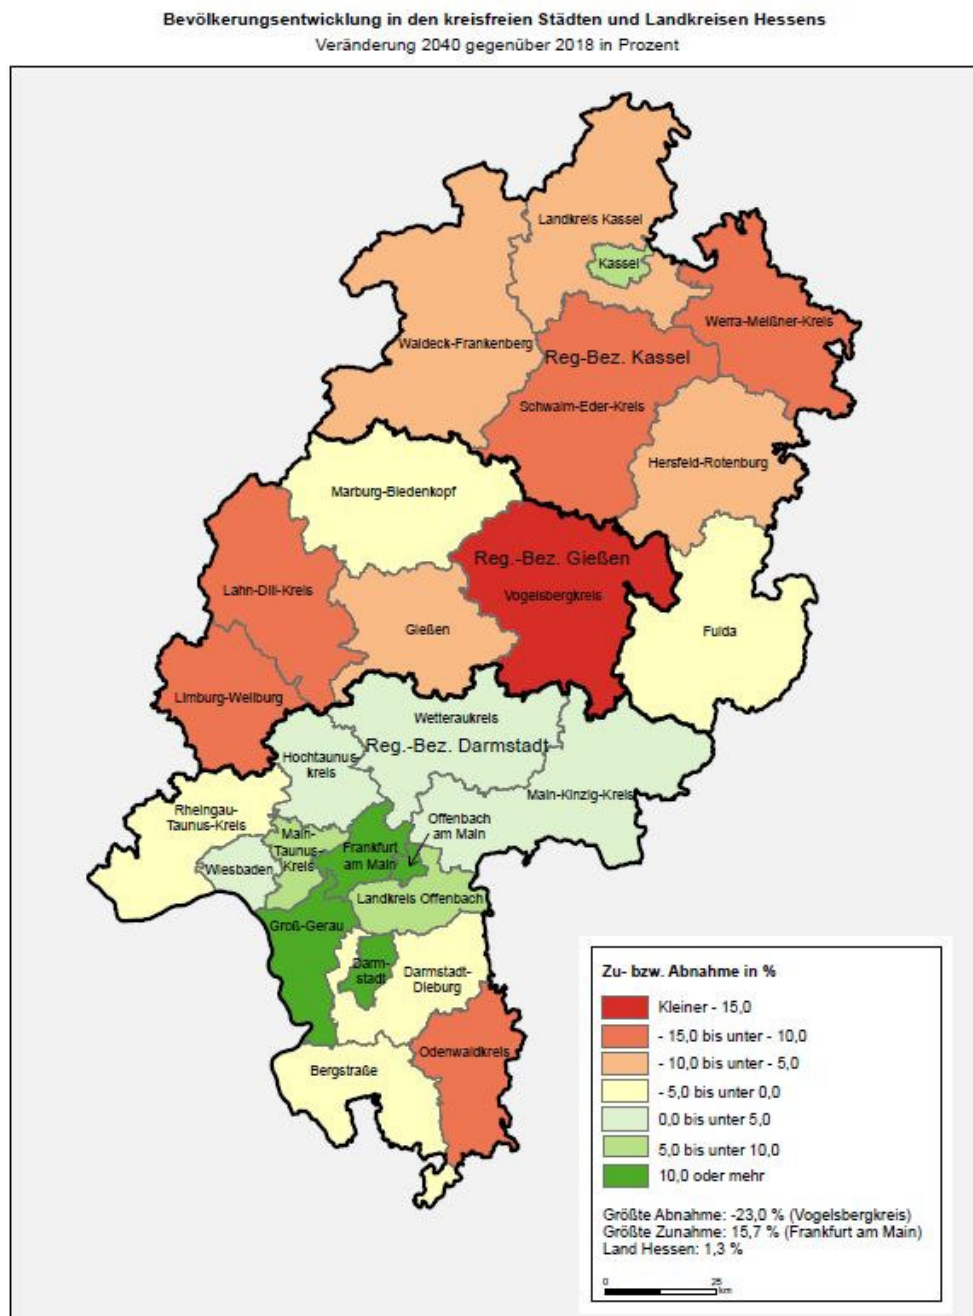 Bevölkerungsentwicklung in den kreisfreien Städten und Landkreisen Hessens
Veränderung 2040 gegenüber 2018 in Prozent
Landkreis Kassel
Kassel
Werra-Meißner-Kreis
Waldeck-Frankenberg
Reg-Bez. Kassel
Schwalm-Eder-Kreis
Hersfeld-Rotenburg
Marburg-Biedenkopf
Reg.-Bez. Gießen
Lahn-Dill-Kreis
Vogelsbergkreis
Gießen
Fulda
Limburg-Weilburg
Wetteraukreis
Reg.-Bez. Darmstadt
Hochtaunus-
kreis
Main-Kinzig-Kreis
Rheingau-
Taunus-Kreis
Offenbach
am Main
Main-
Taunus-
Kreis
Frankfurt
am Main
Wiesbaden
Landkreis Offenbach
Groß-Gerau
Darm-
stadt
Darmstadt-
Dieburg
Odenwaldkreis
Bergstraße
Zu- bzw. Abnahme in %
Kleiner - 15,0
- 15,0 bis unter - 10,0
- 10,0 bis unter - 5,0
- 5,0 bis unter 0,0
0,0 bis unter 5,0
5,0 bis unter 10,0
10,0 oder mehr
Größte Abnahme: -23,0 % (Vogelsbergkreis)
Größte Zunahme: 15,7 % (Frankfurt am Main)
Land Hessen: 1,3 %
0 25
km